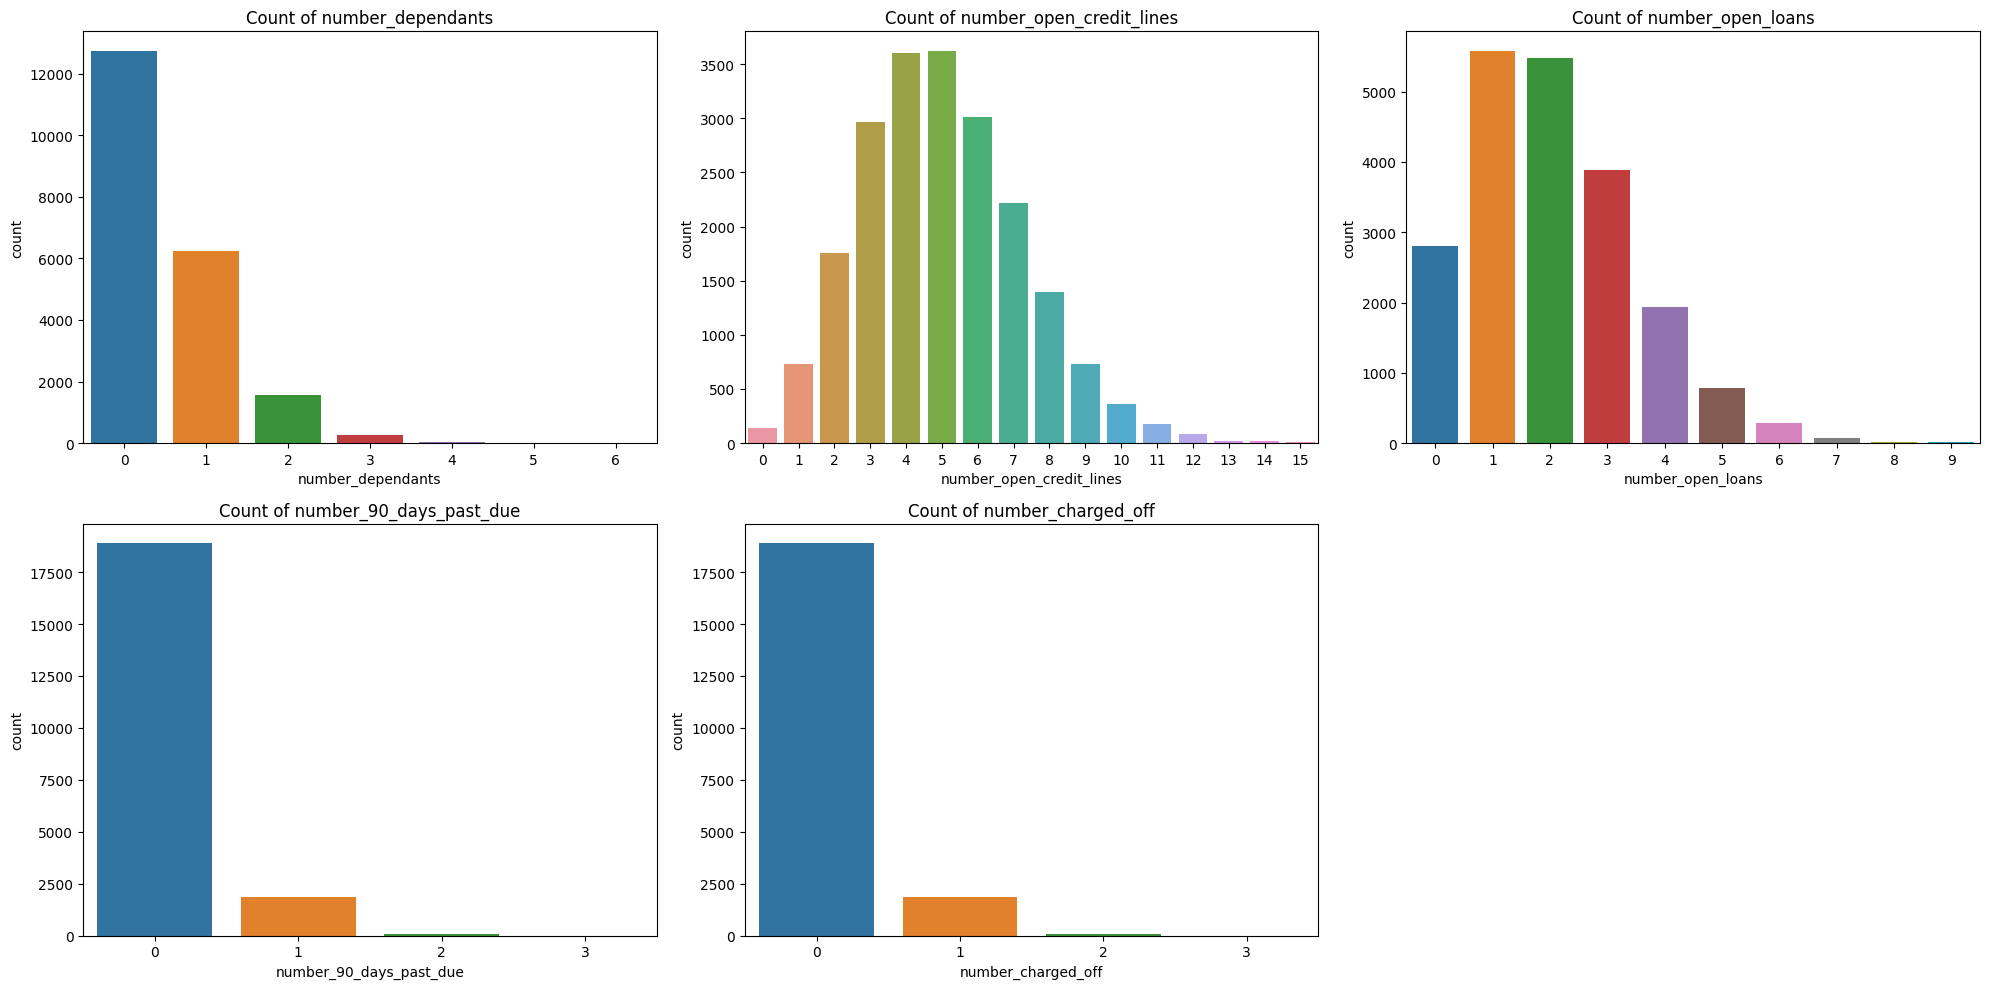 Count of number_dependants
count
12000
10000
8000
6000
4000
2000
0
0 1 2 3 4 5 6
number_dependants
Count of number_open_credit_lines
count
3500
3000
2500
2000
1500
1000
500
0
0 1 2 3 4 5 6 7 8 9 10 11 12 13 14 15
number_open_credit_lines
Count of number_open_loans
count
5000
4000
3000
2000
1000
0
0 1 2 3 4 5 6 7 8 9
number_open_loans
Count of number_90_days_past_due
count
17500
15000
12500
10000
7500
5000
2500
0
0 1 2 3
number_90_days_past_due
Count of number_charged_off
count
17500
15000
12500
10000
7500
5000
2500
0
0 1 2 3
number_charged_off